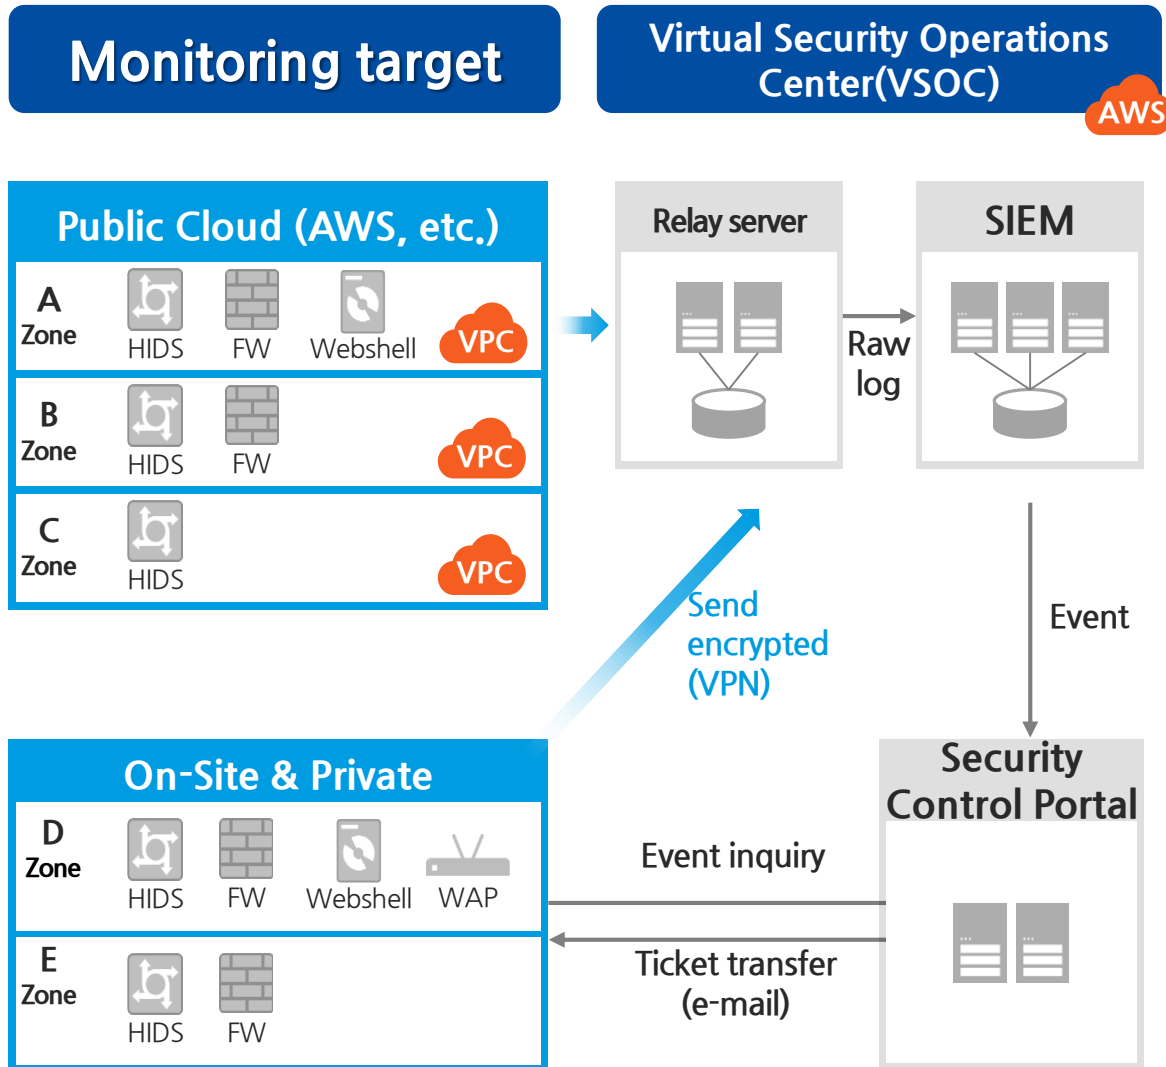 Monitoring target
Virtual Security Operations
Center(VSOC)
AWS
Public Cloud (AWS, etc.)
A
Zone
HIDS
FW
Webshell
VPC
B
Zone
HIDS
FW
VPC
C
Zone
HIDS
VPC
Relay server
Raw
log
SIEM
Send
encrypted
(VPN)
Event
On-Site & Private
D
Zone
HIDS
FW
Webshell
WAP
E
Zone
HIDS
FW
Event inquiry
Ticket transfer
(e-mail)
Security
Control Portal